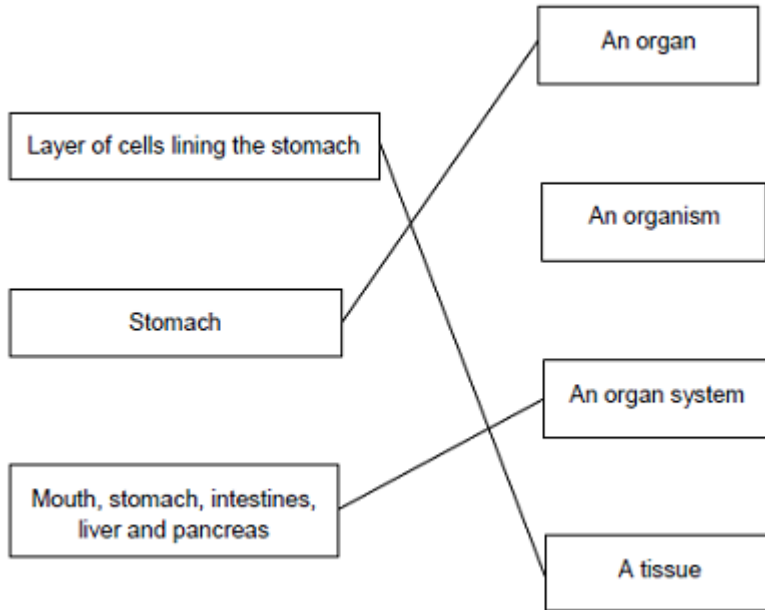 An organ
Layer of cells lining the stomach
An organism
Stomach
An organ system
Mouth, stomach, intestines,
liver and pancreas
A tissue